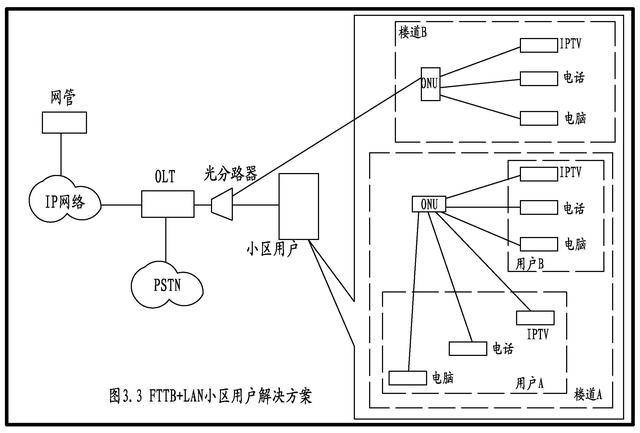 网管
IP网络
OLT
PSTN
光分路器
小区用户
楼道B
ONU
IPTV
电话
电脑
ONU
IPTV
电话
电脑
用户B
IPTV
电话
电脑
用户A
楼道A
图3.3 FTTB+LAN小区用户解决方案